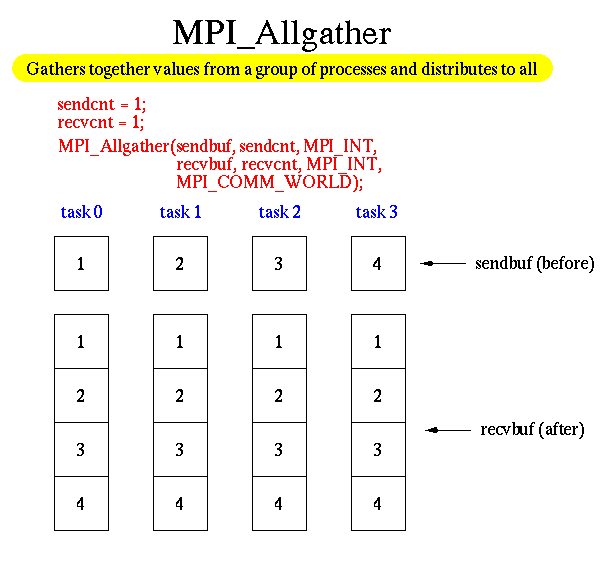 MPI_Allgather
Gathers together values from a group of processes and distributes to all
sendcnt = 1;
recvcnt = 1;
MPI_Allgather(sendbuf, sendcnt, MPI_INT,
recvbuf, recvcnt, MPI_INT,
MPI_COMM_WORLD);
task 0 task 1 task 2 task 3
1 2 3 4 sendbuf (before)
1 1 1 1
2 2 2 2
recvbuf (after)
3 3 3 3
4 4 4 4